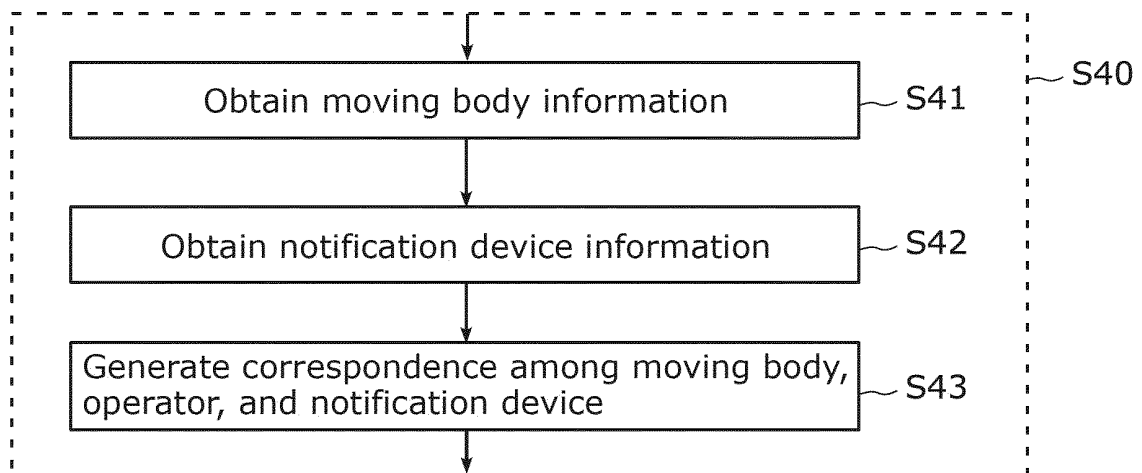 S40
Obtain moving body information
S41
Obtain notification device information
S42
Generate correspondence among moving body,
operator, and notification device
S43